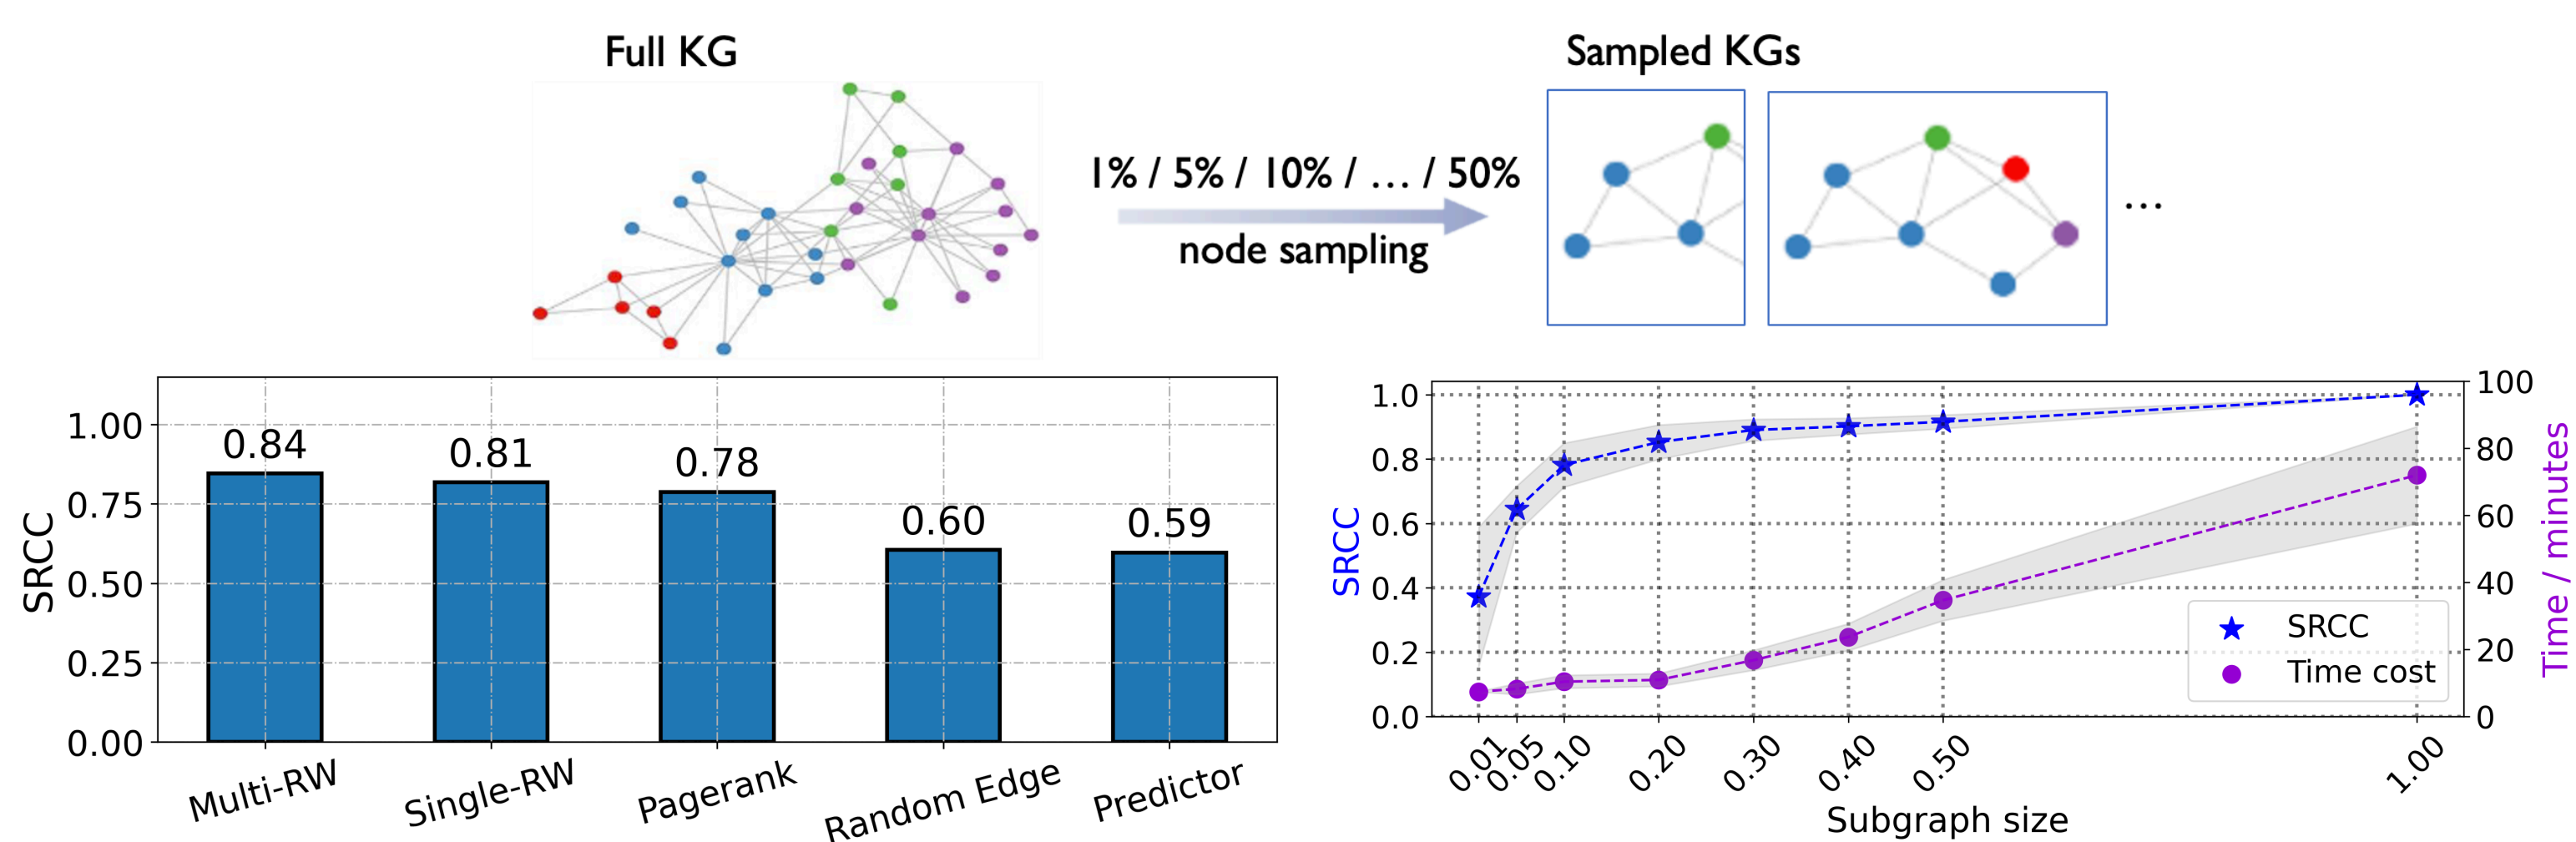 Full KG
Sampled KGs
1% / 5% / 10% / ... / 50%
node sampling
...
SRCC
1.00
0.75
0.50
0.25
0.00
0.84
0.81
0.78
0.60
0.59
Multi-RW
Single-RW
Pagerank
Random Edge
Predictor
SRCC
1.0
0.8
0.6
0.4
0.2
0.0
100
80
60
40
20
0
Time / minutes
SRCC
Time cost
0.01
0.05
0.10
0.20
0.30
0.40
0.50
1.00
Subgraph size